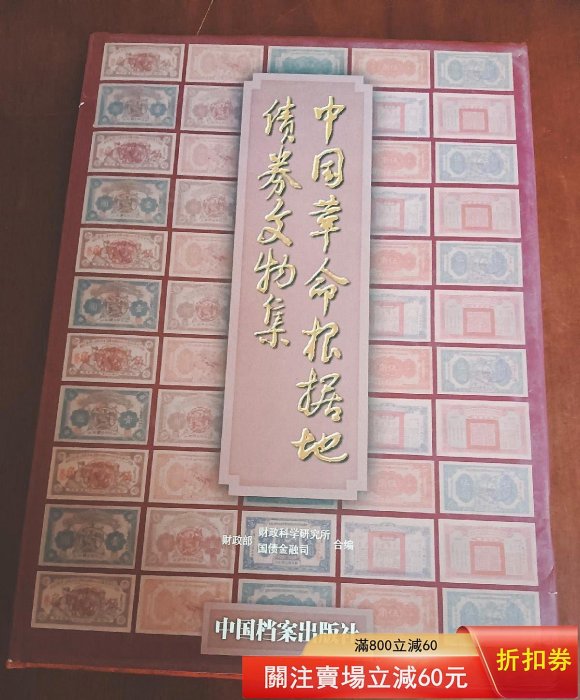 中国革命根据地
债券文物集
财政部 财政科学研究所 合编
国债金融司
中国档案出版社
滿800立減60
關注賣場立減60元
折扣券